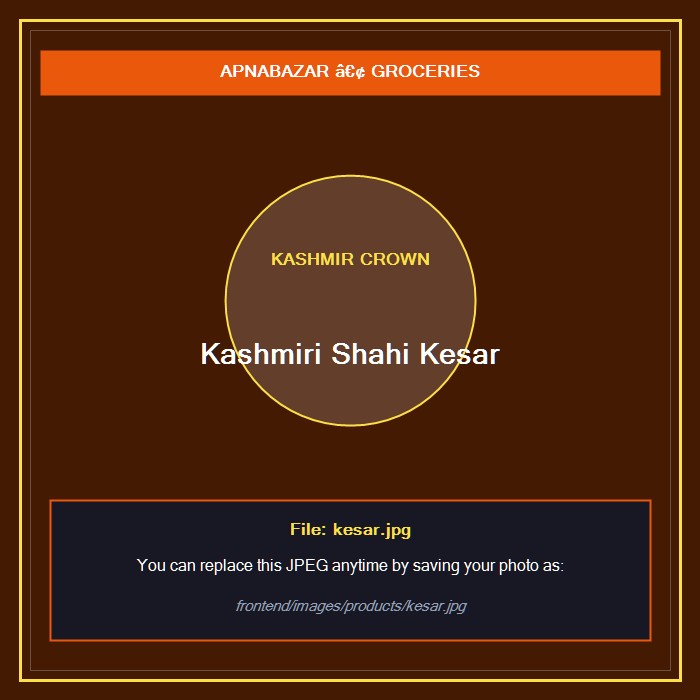 APNABAZAR â€¢ GROCERIES
KASHMIR CROWN
Kashmiri Shahi Kesar
File: kesar.jpg
You can replace this JPEG anytime by saving your photo as:
frontend/images/products/kesar.jpg